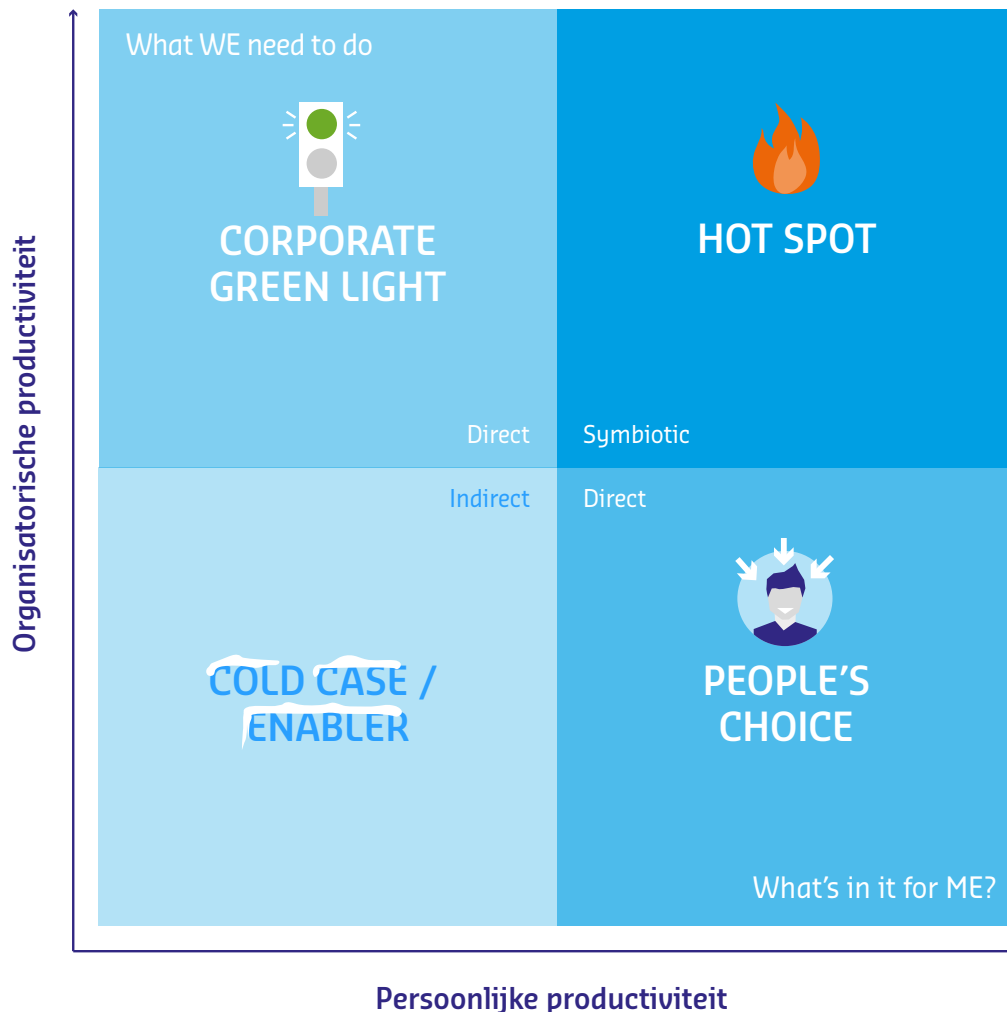 What WE need to do
CORPORATE
GREEN LIGHT
Direct
HOT SPOT
Symbiotic
Indirect
COLD CASE /
ENABLER
Direct
PEOPLE'S
CHOICE
What's in it for ME?
Organisatorische productiviteit
Persoonlijke productiviteit